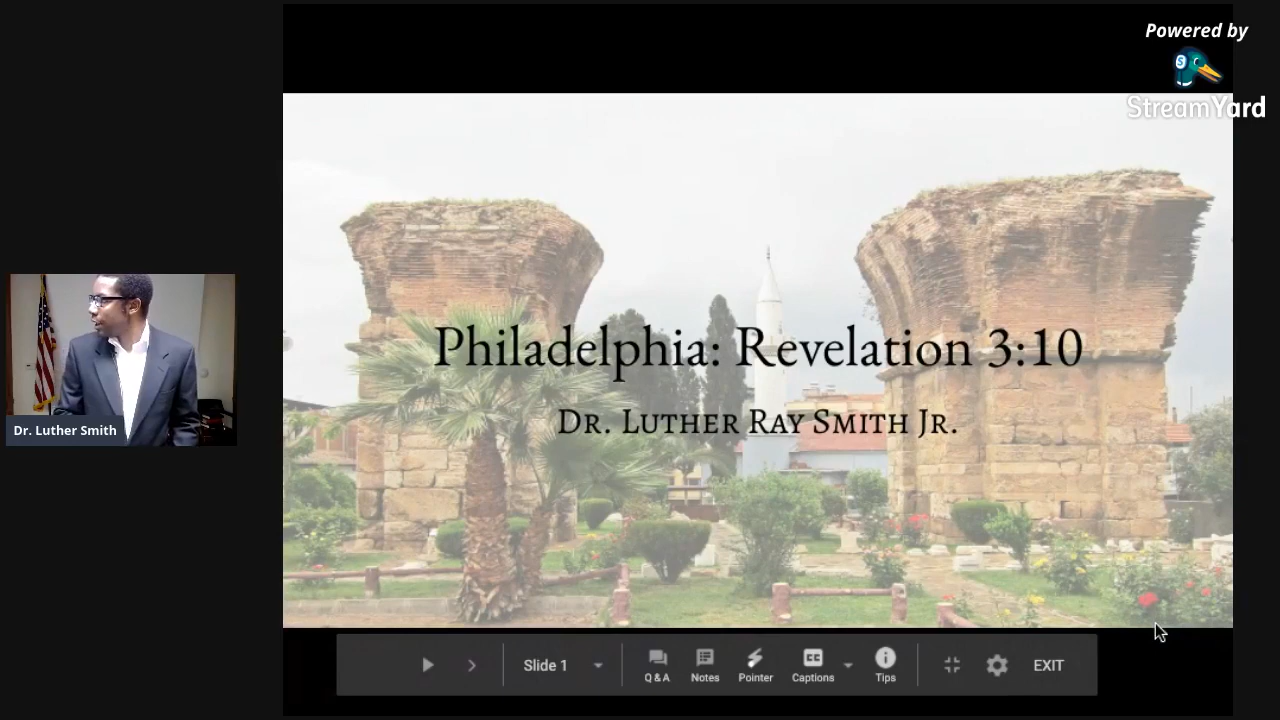 Powered by
StreamYard
Philadelphia: Revelation 3:10
Dr. Luther Ray Smith Jr.
Dr. Luther Smith
Slide 1
Q & A
Notes
Pointer
CC
Captions
Tips
EXIT